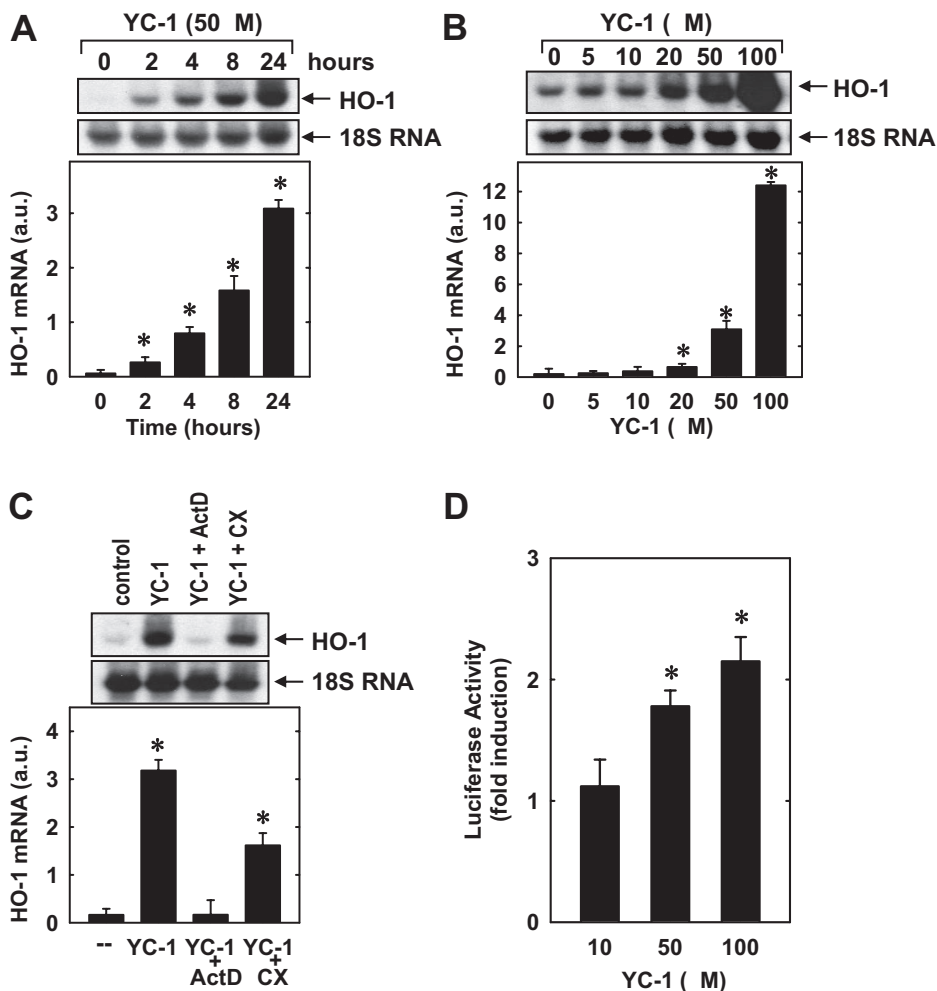 A
YC-1 (50 M)
0 2 4 8 24 hours
HO-1
18S RNA
HO-1 mRNA (a.u.)
3
2
1
0
*
*
*
*
0 2 4 8 24
Time (hours)
B
YC-1 ( M)
0 5 10 20 50 100
HO-1
18S RNA
HO-1 mRNA (a.u.)
12
10
8
6
4
2
0
*
*
*
0 5 10 20 50 100
YC-1 ( M)
C
control
YC-1
YC-1 + ActD
YC-1 + CX
HO-1
18S RNA
HO-1 mRNA (a.u.)
4
3
2
1
0
*
*
-- YC-1 YC-1 YC-1
+ +
ActD CX
D
Luciferase Activity
(fold induction)
3
2
1
0
*
*
10 50 100
YC-1 ( M)